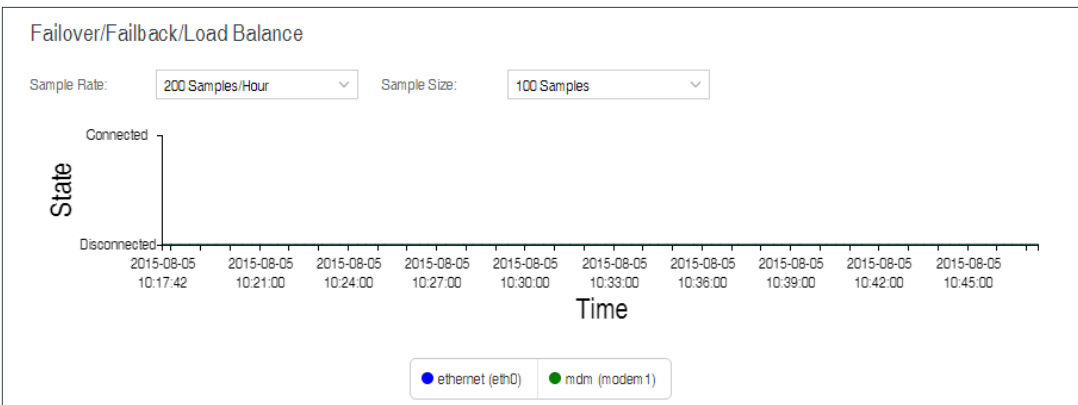 Failover/Failback/Load Balance
Sample Rate: 200 Samples/Hour Sample Size: 100 Samples
Connected
State
Disconnected
2015-08-05 2015-08-05 2015-08-05 2015-08-05 2015-08-05 2015-08-05 2015-08-05 2015-08-05 2015-08-05 2015-08-05
10:17:42 10:21:00 10:24:00 10:27:00 10:30:00 10:33:00 10:36:00 10:39:00 10:42:00 10:45:00
Time
ethernet (eth0) mdm (modem1)